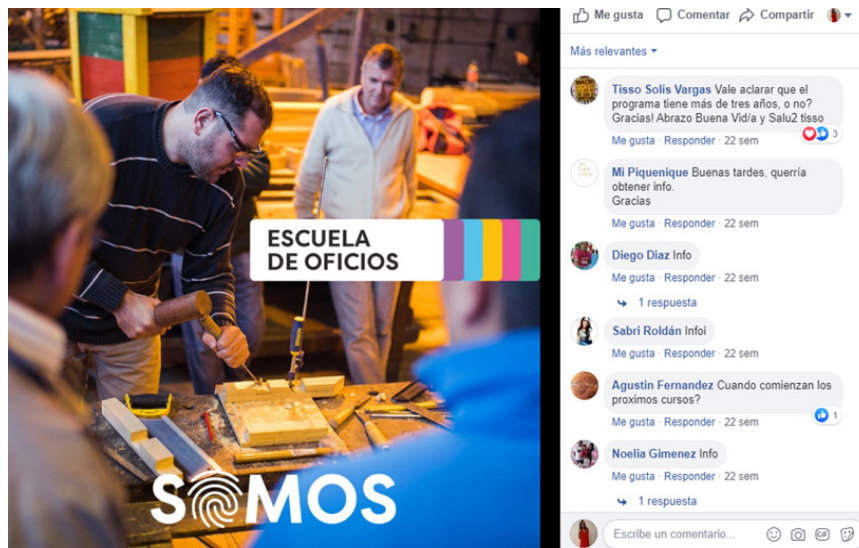 ESCUELA
DE OFICIOS
SOMOS
Me gusta Comentar Compartir
Más relevantes
Tisso Solis Vargas Vale aclarar que el
programa tiene más de tres años, o no?
Gracias! Abrazo Buena Vid/a y Salu2 tisso
Me gusta · Responder · 22 sem
3
Mi Piquenique Buenas tardes, querría
obtener info.
Gracias
Me gusta · Responder · 22 sem
Diego Diaz Info
Me gusta · Responder · 22 sem
1 respuesta
Sabri Roldán Infoi
Me gusta · Responder · 22 sem
Agustin Fernandez Cuando comienzan los
proximos cursos?
Me gusta · Responder · 22 sem
1
Noelia Gimenez Info
Me gusta · Responder · 22 sem
1 respuesta
Escribe un comentario...
GIF